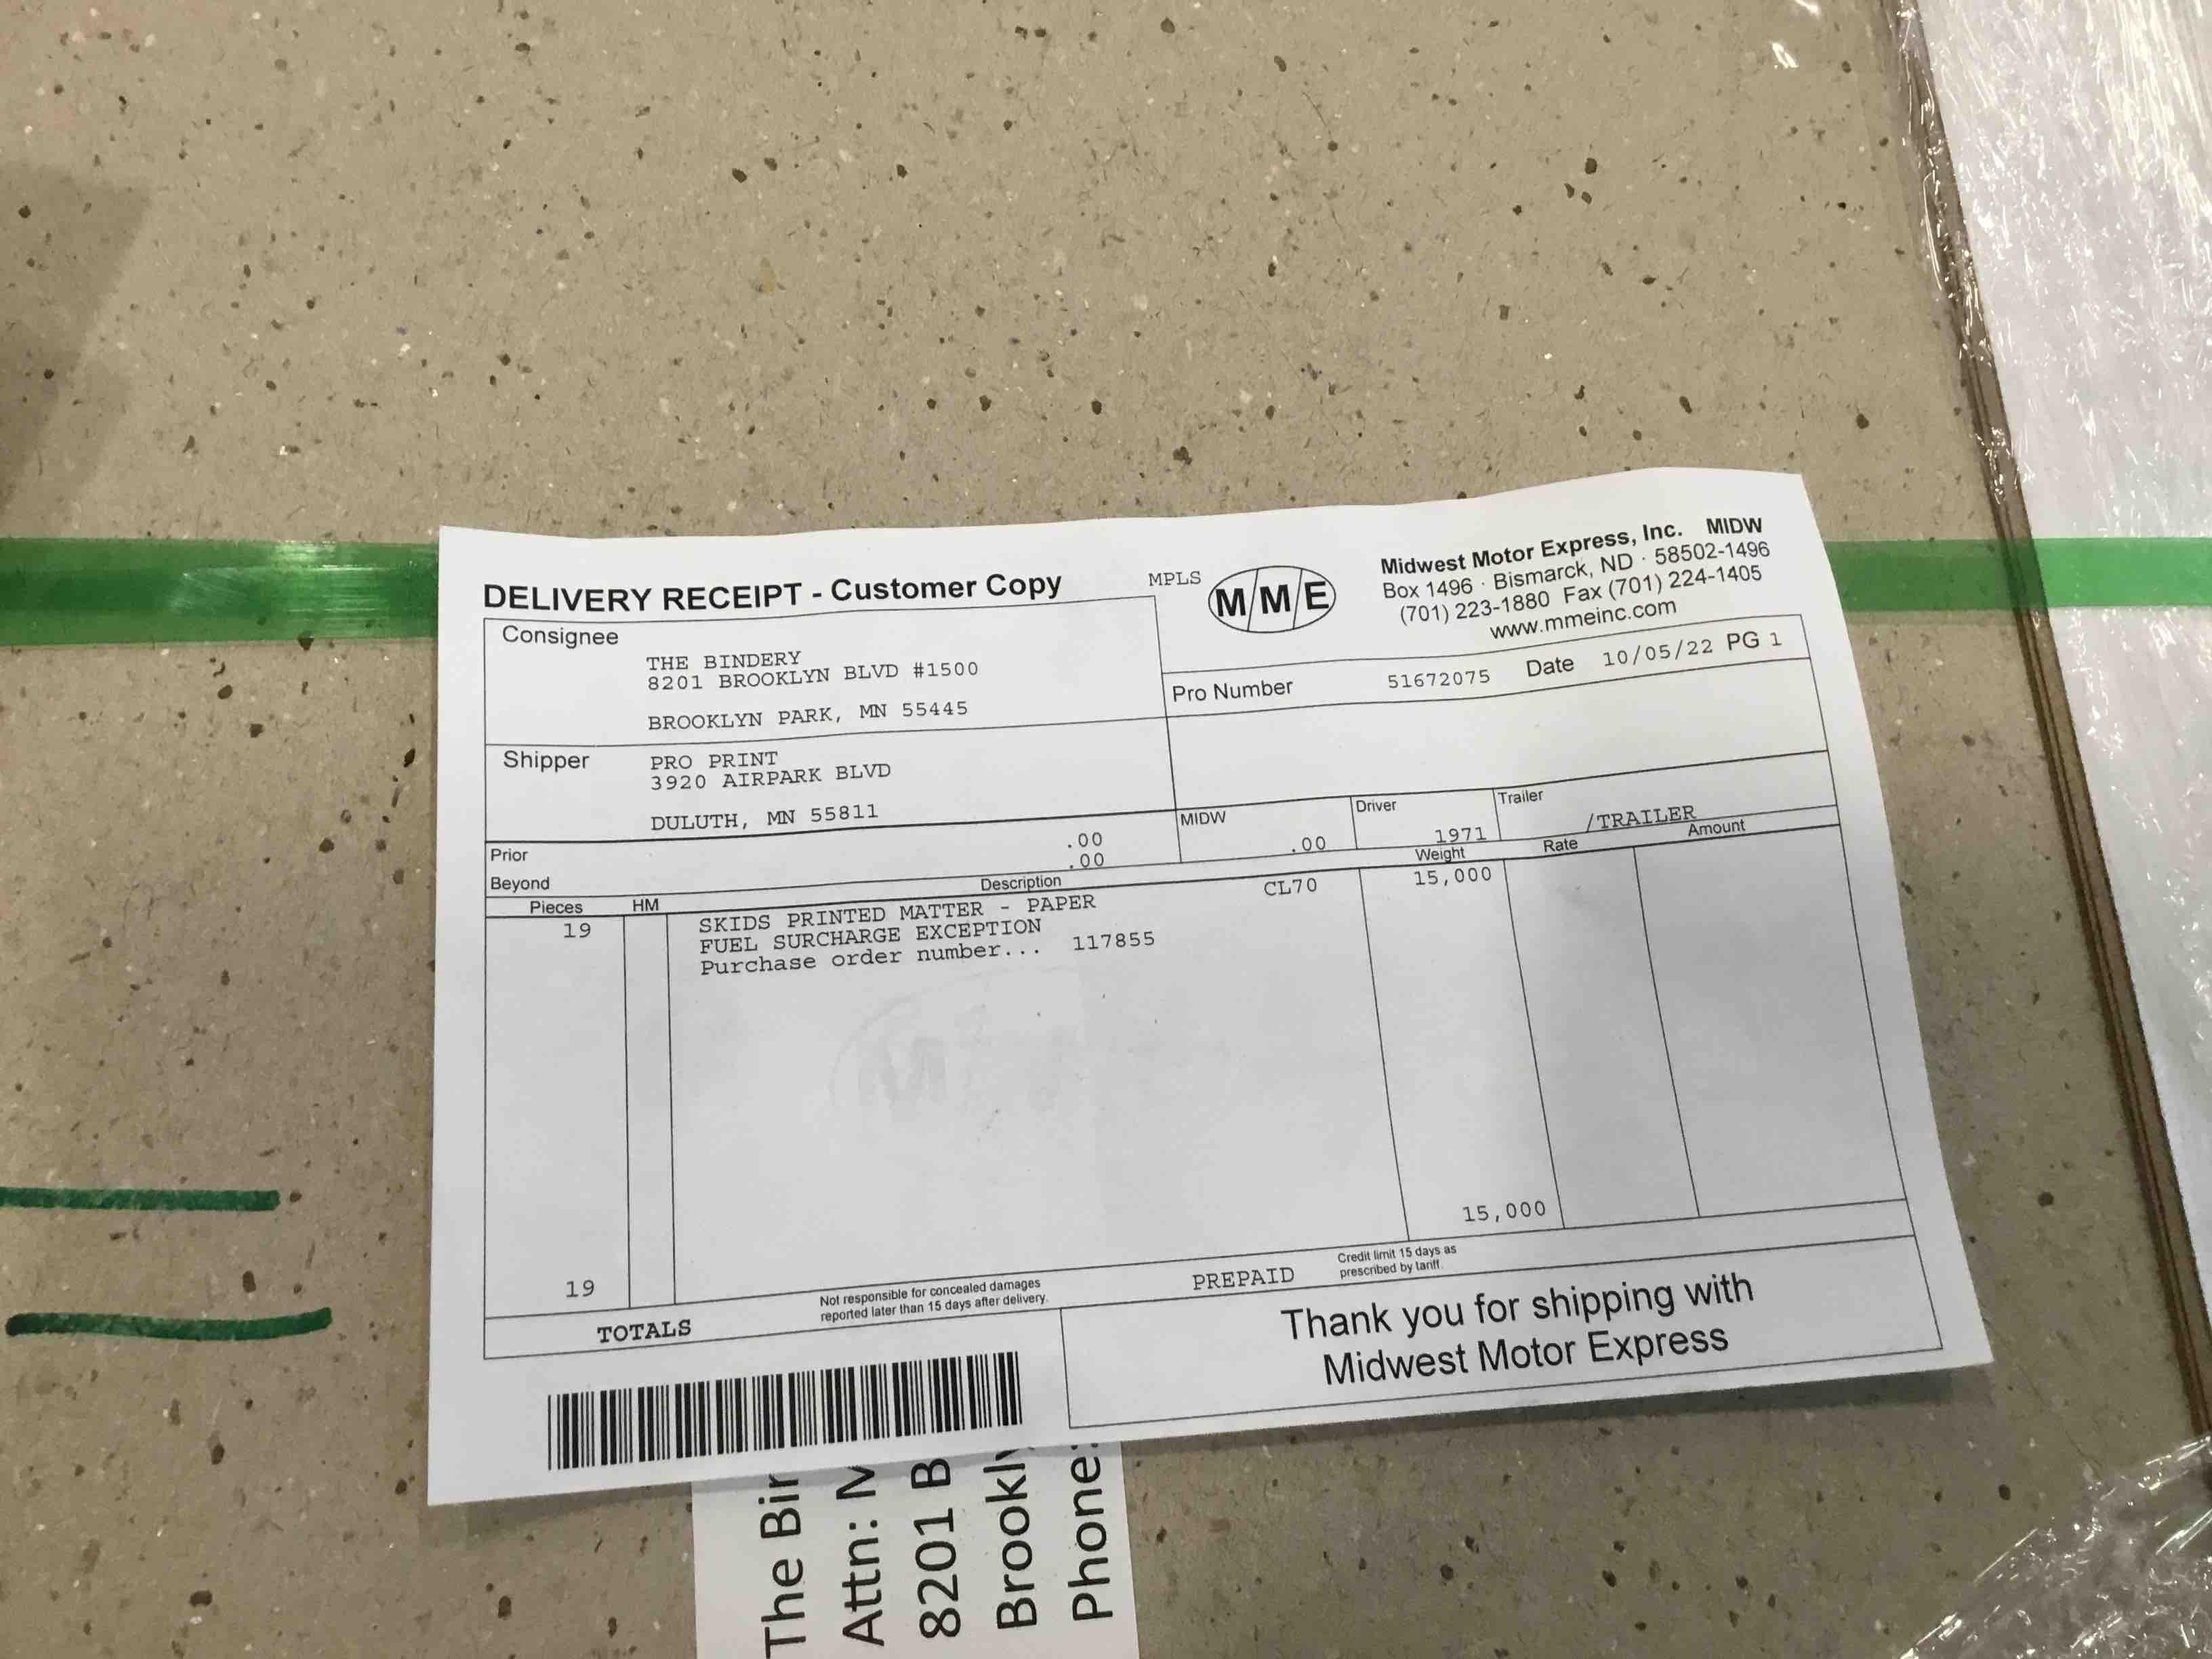 DELIVERY RECEIPT - Customer Copy
MPLS
MME
Midwest Motor Express, Inc. MIDW
Box 1496 · Bismarck, ND · 58502-1496
(701) 223-1880 Fax (701) 224-1405
www.mmeinc.com
Consignee
THE BINDERY
8201 BROOKLYN BLVD #1500
BROOKLYN PARK, MN 55445
Pro Number 51672075 Date 10/05/22 PG 1
Shipper PRO PRINT
3920 AIRPARK BLVD
DULUTH, MN 55811
Prior .00
Beyond .00
MIDW .00
Driver 1971
Trailer /TRAILER
Pieces HM Description Weight Rate Amount
19 SKIDS PRINTED MATTER - PAPER CL70 15,000
FUEL SURCHARGE EXCEPTION
Purchase order number... 117855
19 15,000
TOTALS
Not responsible for concealed damages
reported later than 15 days after delivery.
PREPAID
Credit limit 15 days as
prescribed by tariff.
Thank you for shipping with
Midwest Motor Express
The Bin
Attn: M
8201 B
Brookly
Phone: